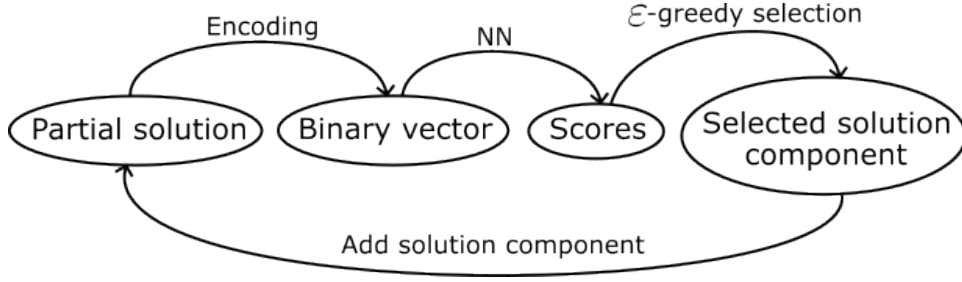 Encoding
NN
ℰ-greedy selection
Partial solution
Binary vector
Scores
Selected solution
component
Add solution component